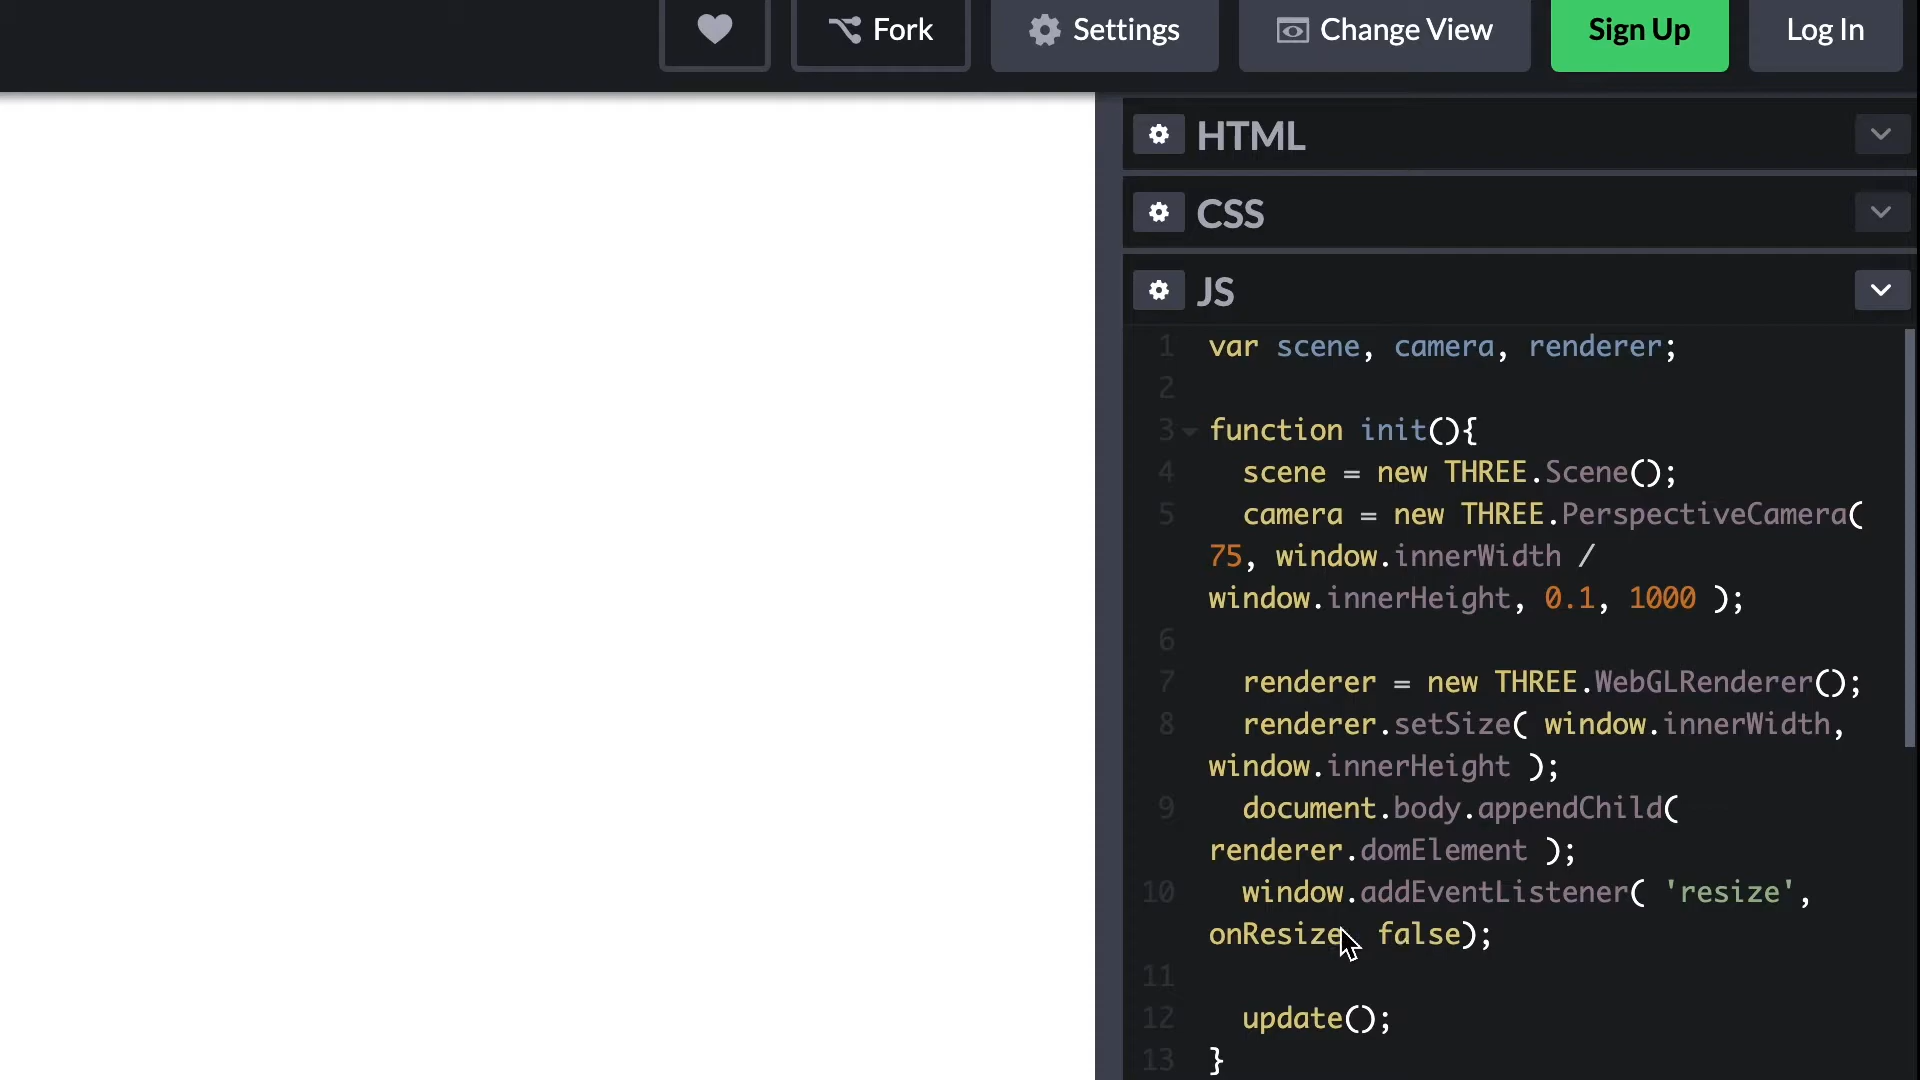 Fork Settings Change View Sign Up Log In
HTML
CSS
JS
1 var scene, camera, renderer;
2
3 function init(){
4 scene = new THREE.Scene();
5 camera = new THREE.PerspectiveCamera(
75, window.innerWidth /
window.innerHeight, 0.1, 1000 );
6
7 renderer = new THREE.WebGLRenderer();
8 renderer.setSize( window.innerWidth,
window.innerHeight );
9 document.body.appendChild(
renderer.domElement );
10 window.addEventListener( 'resize',
onResize, false);
11
12 update();
13 }